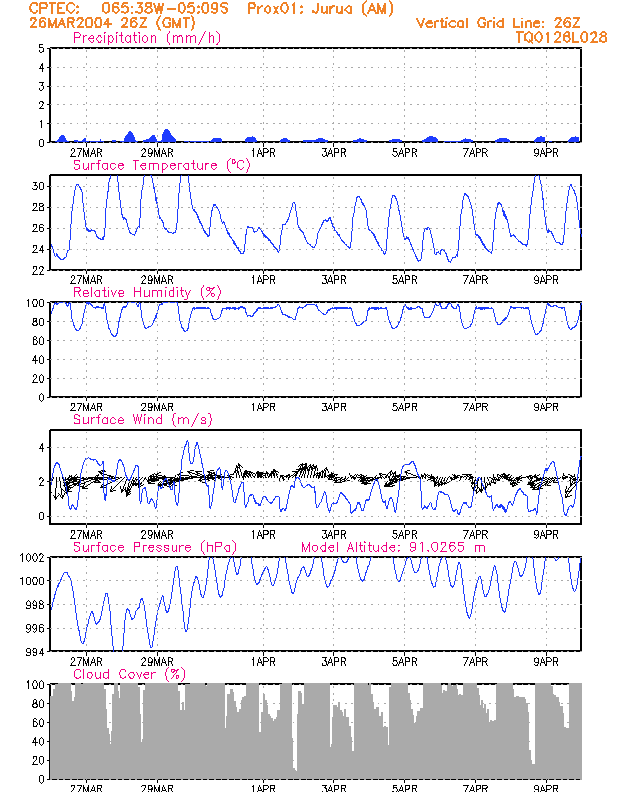 CPTEC: 065:38W-05:09S Prox01: Jurua (AM)
26MAR2004 26Z (GMT) Vertical Grid Line: 26Z
Precipitation (mm/h) TQ0126L028
5
4
3
2
1
0
27MAR 29MAR 1APR 3APR 5APR 7APR 9APR
Surface Temperature (°C)
30
28
26
24
22
27MAR 29MAR 1APR 3APR 5APR 7APR 9APR
Relative Humidity (%)
100
80
60
40
20
0
27MAR 29MAR 1APR 3APR 5APR 7APR 9APR
Surface Wind (m/s)
4
2
0
27MAR 29MAR 1APR 3APR 5APR 7APR 9APR
Surface Pressure (hPa) Model Altitude: 91.0265 m
1002
1000
998
996
994
27MAR 29MAR 1APR 3APR 5APR 7APR 9APR
Cloud Cover (%)
100
80
60
40
20
0
27MAR 29MAR 1APR 3APR 5APR 7APR 9APR